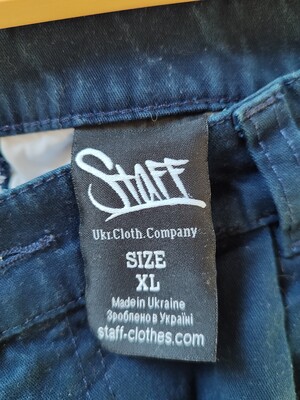 STAFF
Ukr.Cloth.Company
SIZE
XL
Made in Ukraine
Зроблено в Україні
staff-clothes.com